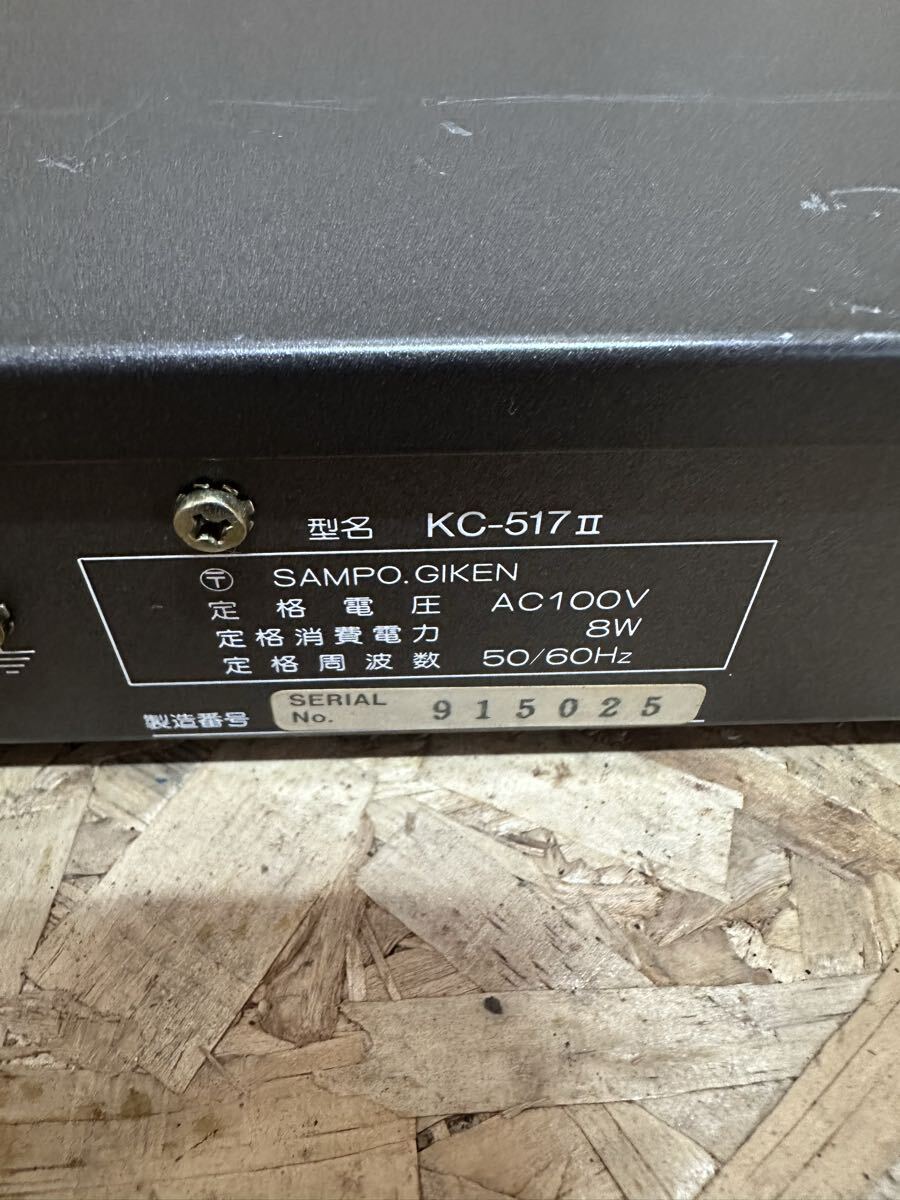 型名 KC-517II
〒 SAMPO.GIKEN
定格電圧 AC100V
定格消費電力 8W
定格周波数 50/60Hz
製造番号 SERIAL No. 915025